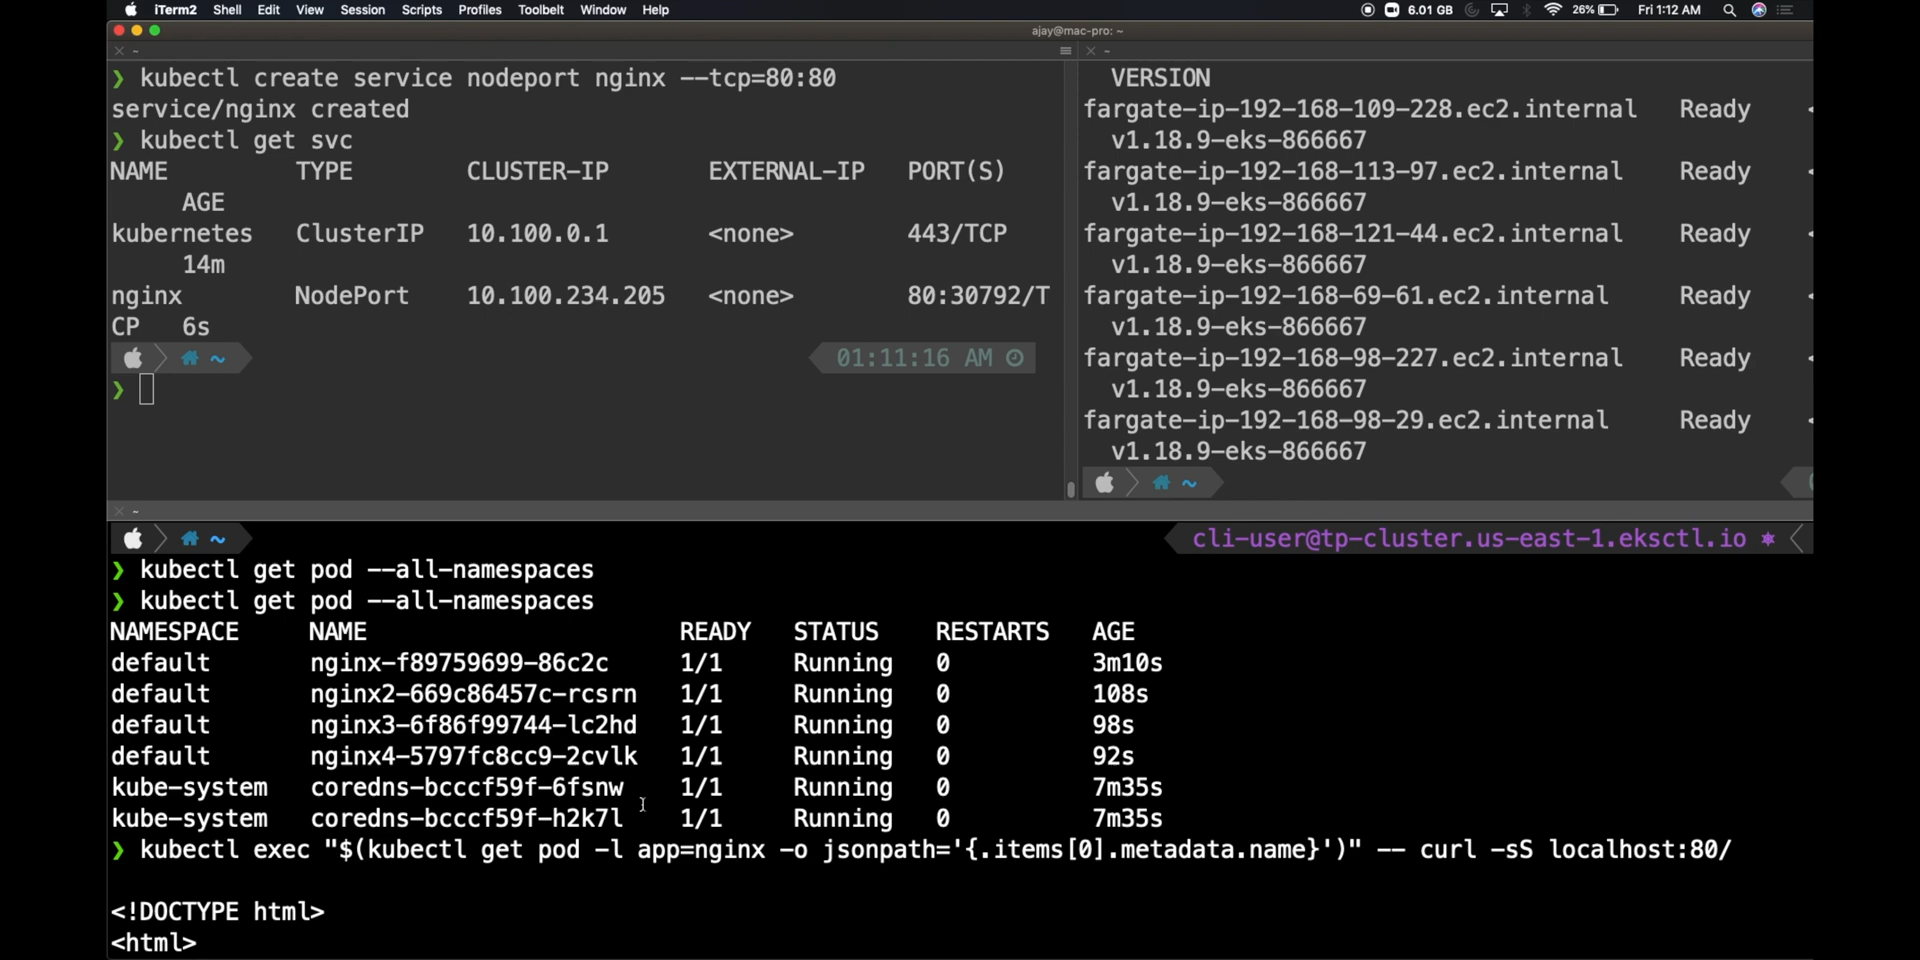 iTerm2 Shell Edit View Session Scripts Profiles Toolbelt Window Help 6.01 GB 26% Fri 1:12 AM
ajay@mac-pro: ~
~ ~
❯ kubectl create service nodeport nginx --tcp=80:80
service/nginx created
❯ kubectl get svc
NAME TYPE CLUSTER-IP EXTERNAL-IP PORT(S)
AGE
kubernetes ClusterIP 10.100.0.1 <none> 443/TCP
14m
nginx NodePort 10.100.234.205 <none> 80:30792/T
CP 6s
~ 01:11:16 AM
❯
VERSION
fargate-ip-192-168-109-228.ec2.internal Ready <
v1.18.9-eks-866667
fargate-ip-192-168-113-97.ec2.internal Ready <
v1.18.9-eks-866667
fargate-ip-192-168-121-44.ec2.internal Ready <
v1.18.9-eks-866667
fargate-ip-192-168-69-61.ec2.internal Ready <
v1.18.9-eks-866667
fargate-ip-192-168-98-227.ec2.internal Ready <
v1.18.9-eks-866667
fargate-ip-192-168-98-29.ec2.internal Ready <
v1.18.9-eks-866667
~
~
~ cli-user@tp-cluster.us-east-1.eksctl.io
❯ kubectl get pod --all-namespaces
❯ kubectl get pod --all-namespaces
NAMESPACE NAME READY STATUS RESTARTS AGE
default nginx-f89759699-86c2c 1/1 Running 0 3m10s
default nginx2-669c86457c-rcsrn 1/1 Running 0 108s
default nginx3-6f86f99744-lc2hd 1/1 Running 0 98s
default nginx4-5797fc8cc9-2cvlk 1/1 Running 0 92s
kube-system coredns-bcccf59f-6fsnw 1/1 Running 0 7m35s
kube-system coredns-bcccf59f-h2k7l 1/1 Running 0 7m35s
❯ kubectl exec "$(kubectl get pod -l app=nginx -o jsonpath='{.items[0].metadata.name}')" -- curl -sS localhost:80/
<!DOCTYPE html>
<html>